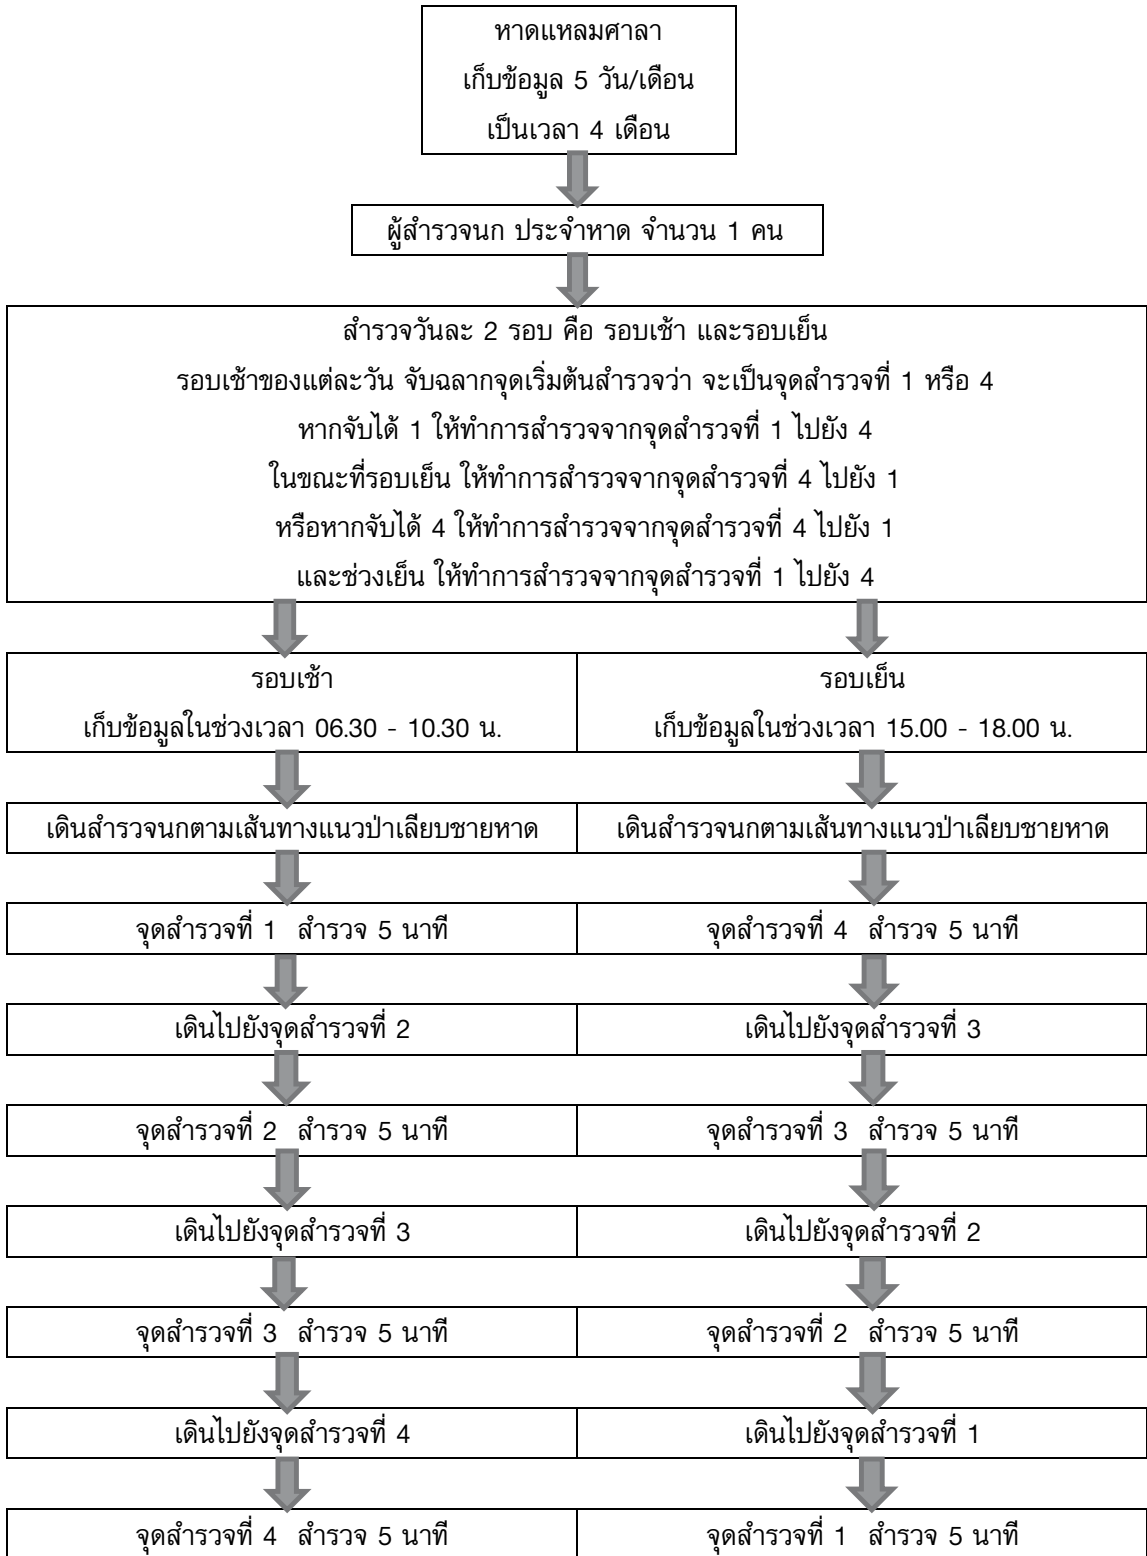 หาดแหลมศาลา
เก็บข้อมูล 5 วัน/เดือน
เป็นเวลา 4 เดือน
ผู้สำรวจนก ประจำหาด จำนวน 1 คน
สำรวจวันละ 2 รอบ คือ รอบเช้า และรอบเย็น
รอบเช้าของแต่ละวัน จับฉลากจุดเริ่มต้นสำรวจว่า จะเป็นจุดสำรวจที่ 1 หรือ 4
หากจับได้ 1 ให้ทำการสำรวจจากจุดสำรวจที่ 1 ไปยัง 4
ในขณะที่รอบเย็น ให้ทำการสำรวจจากจุดสำรวจที่ 4 ไปยัง 1
หรือหากจับได้ 4 ให้ทำการสำรวจจากจุดสำรวจที่ 4 ไปยัง 1
และช่วงเย็น ให้ทำการสำรวจจากจุดสำรวจที่ 1 ไปยัง 4
รอบเช้า
เก็บข้อมูลในช่วงเวลา 06.30 - 10.30 น.
รอบเย็น
เก็บข้อมูลในช่วงเวลา 15.00 - 18.00 น.
เดินสำรวจนกตามเส้นทางแนวป่าเลียบชายหาด
เดินสำรวจนกตามเส้นทางแนวป่าเลียบชายหาด
จุดสำรวจที่ 1 สำรวจ 5 นาที
จุดสำรวจที่ 4 สำรวจ 5 นาที
เดินไปยังจุดสำรวจที่ 2
เดินไปยังจุดสำรวจที่ 3
จุดสำรวจที่ 2 สำรวจ 5 นาที
จุดสำรวจที่ 3 สำรวจ 5 นาที
เดินไปยังจุดสำรวจที่ 3
เดินไปยังจุดสำรวจที่ 2
จุดสำรวจที่ 3 สำรวจ 5 นาที
จุดสำรวจที่ 2 สำรวจ 5 นาที
เดินไปยังจุดสำรวจที่ 4
เดินไปยังจุดสำรวจที่ 1
จุดสำรวจที่ 4 สำรวจ 5 นาที
จุดสำรวจที่ 1 สำรวจ 5 นาที